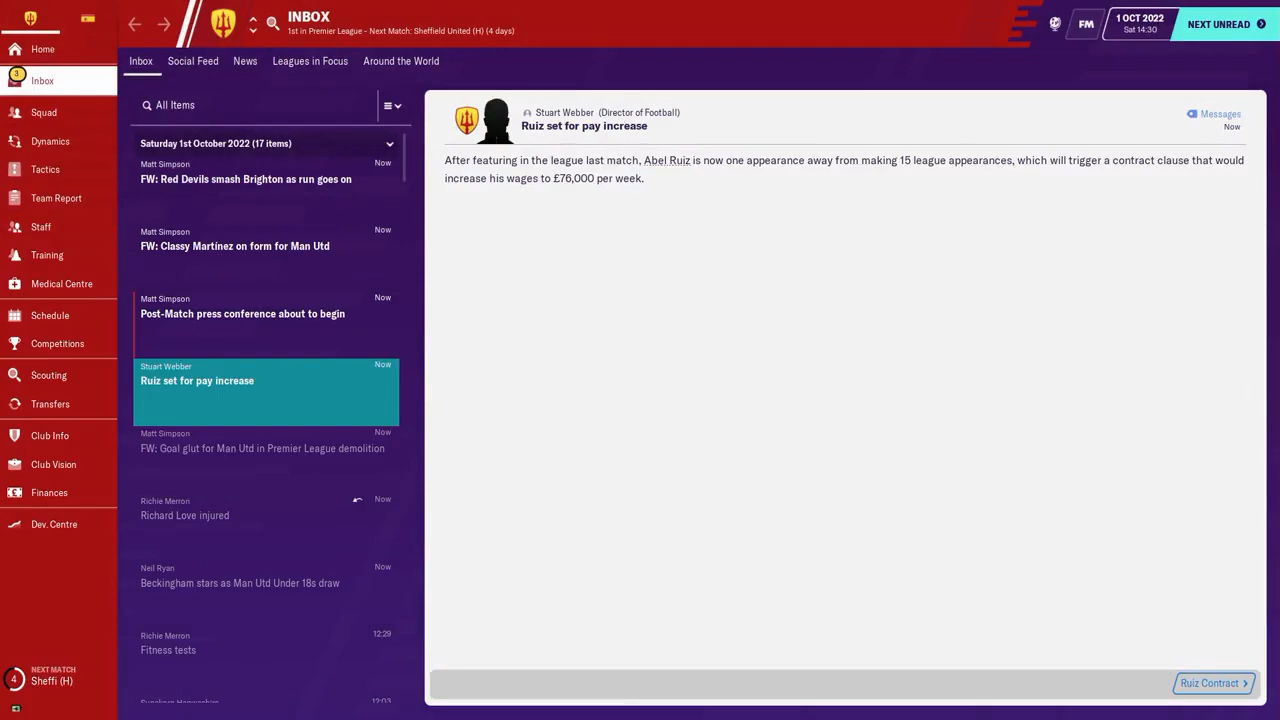 INBOX
1st in Premier League - Next Match: Sheffield United (H) (4 days)
FM
1 OCT 2022
Sat 14:30
NEXT UNREAD
Home
3
Inbox
Squad
Dynamics
Tactics
Team Report
Staff
Training
Medical Centre
Schedule
Competitions
Scouting
Transfers
Club Info
Club Vision
Finances
Dev. Centre
4
NEXT MATCH
Sheffi (H)
Inbox
Social Feed
News
Leagues in Focus
Around the World
All Items
Saturday 1st October 2022 (17 items)
Matt Simpson Now
FW: Red Devils smash Brighton as run goes on
Matt Simpson Now
FW: Classy Martínez on form for Man Utd
Matt Simpson Now
Post-Match press conference about to begin
Stuart Webber Now
Ruiz set for pay increase
Matt Simpson Now
FW: Goal glut for Man Utd in Premier League demolition
Richie Merron Now
Richard Love injured
Neil Ryan Now
Beckingham stars as Man Utd Under 18s draw
Richie Merron 12:29
Fitness tests
12:03
Stuart Webber (Director of Football)
Ruiz set for pay increase
Messages
Now
After featuring in the league last match, Abel Ruiz is now one appearance away from making 15 league appearances, which will trigger a contract clause that would
increase his wages to £76,000 per week.
Ruiz Contract